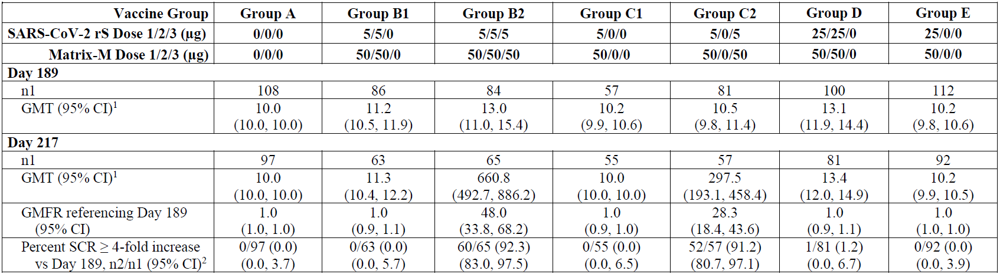 Vaccine Group Group A Group B1 Group B2 Group C1 Group C2 Group D Group E
SARS-CoV-2 rS Dose 1/2/3 (µg) 0/0/0 5/5/0 5/5/5 5/0/0 5/0/5 25/25/0 25/0/0
Matrix-M Dose 1/2/3 (µg) 0/0/0 50/50/0 50/50/50 50/0/0 50/0/50 50/50/0 50/0/0
Day 189
n1 108 86 84 57 81 100 112
GMT (95% CI)¹ 10.0 11.2 13.0 10.2 10.5 13.1 10.2
(10.0, 10.0) (10.5, 11.9) (11.0, 15.4) (9.9, 10.6) (9.8, 11.4) (11.9, 14.4) (9.8, 10.6)
Day 217
n1 97 63 65 55 57 81 92
GMT (95% CI)¹ 10.0 11.3 660.8 10.0 297.5 13.4 10.2
(10.0, 10.0) (10.4, 12.2) (492.7, 886.2) (10.0, 10.0) (193.1, 458.4) (12.0, 14.9) (9.9, 10.5)
GMFR referencing Day 189 1.0 1.0 48.0 1.0 28.3 1.0 1.0
(95% CI) (1.0, 1.0) (0.9, 1.1) (33.8, 68.2) (0.9, 1.0) (18.4, 43.6) (0.9, 1.1) (1.0, 1.0)
Percent SCR ≥ 4-fold increase 0/97 (0.0) 0/63 (0.0) 60/65 (92.3) 0/55 (0.0) 52/57 (91.2) 1/81 (1.2) 0/92 (0.0)
vs Day 189, n2/n1 (95% CI)² (0.0, 3.7) (0.0, 5.7) (83.0, 97.5) (0.0, 6.5) (80.7, 97.1) (0.0, 6.7) (0.0, 3.9)